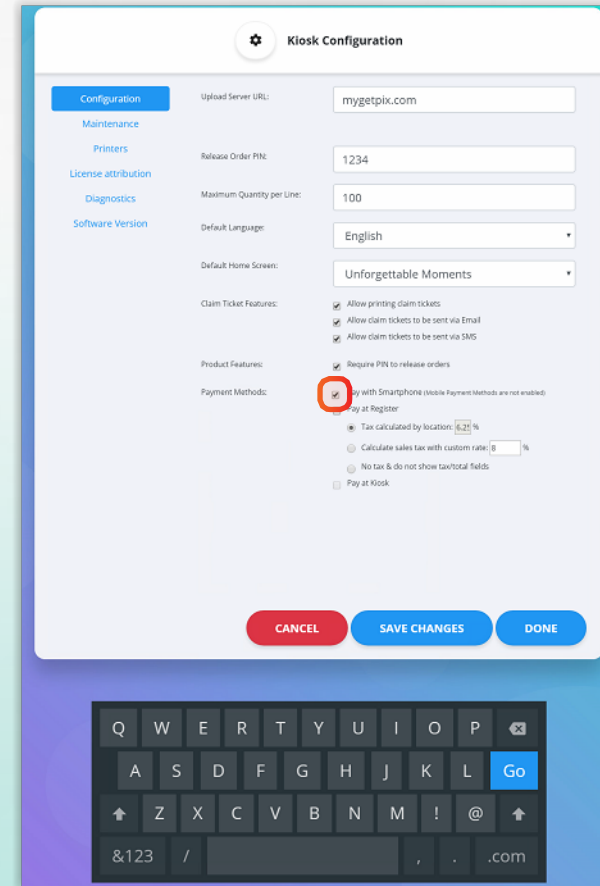 Kiosk Configuration
Configuration
Maintenance
Printers
License attribution
Diagnostics
Software Version
Upload Server URL:
mygetpix.com
Release Order PIN:
1234
Maximum Quantity per Line:
100
Default Language:
English
Default Home Screen:
Unforgettable Moments
Claim Ticket Features:
Allow printing claim tickets
Allow claim tickets to be sent via Email
Allow claim tickets to be sent via SMS
Product Features:
Require PIN to release orders
Payment Methods:
Pay with Smartphone (Mobile Payment Methods are not enabled)
Pay at Register
Tax calculated by location: %
Calculate sales tax with custom rate: 8 %
No tax & do not show tax/total fields
Pay at Kiosk
CANCEL SAVE CHANGES DONE
Q W E R T Y U I O P
A S D F G H J K L Go
Z X C V B N M ! @
&123 / , . .com